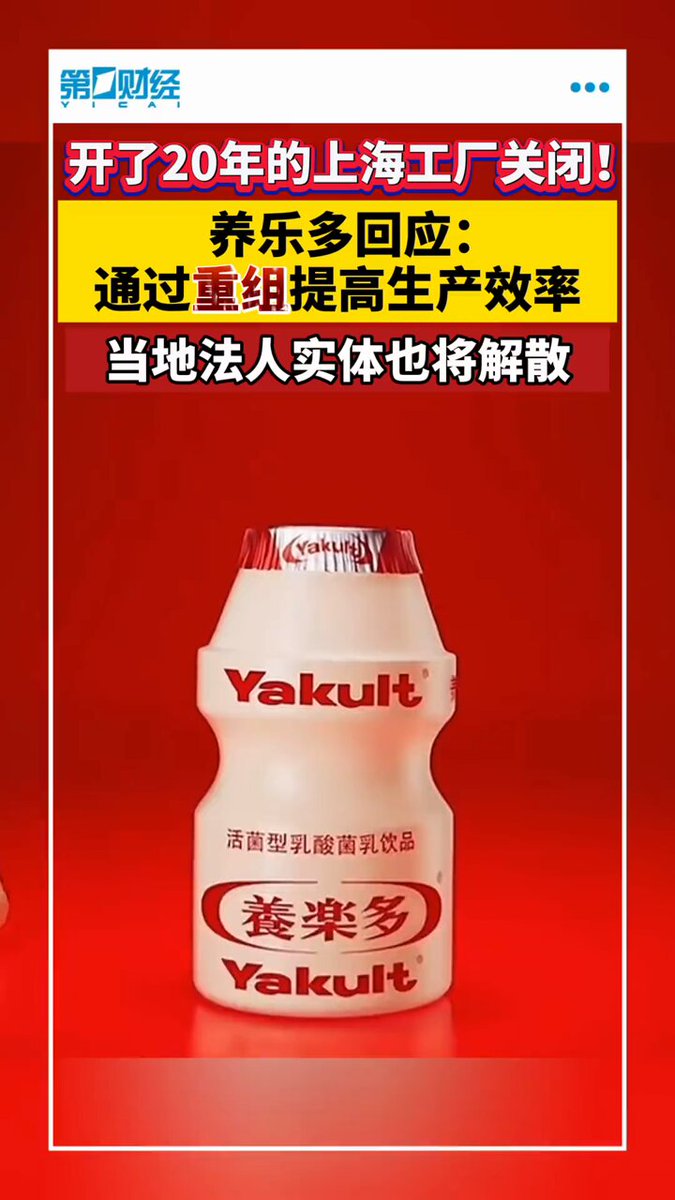 第一财经
YICAI
开了20年的上海工厂关闭！
养乐多回应：
通过重组提高生产效率
当地法人实体也将解散
Yakult
Yakult®
活菌型乳酸菌乳饮品
養楽多®
Yakult®